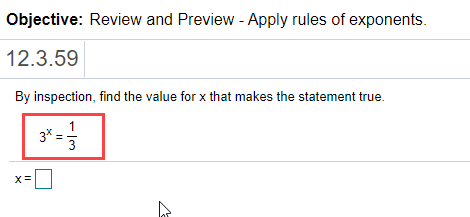 Objective: Review and Preview - Apply rules of exponents.
12.3.59
By inspection, find the value for x that makes the statement true.
3ˣ = 1/3
x =